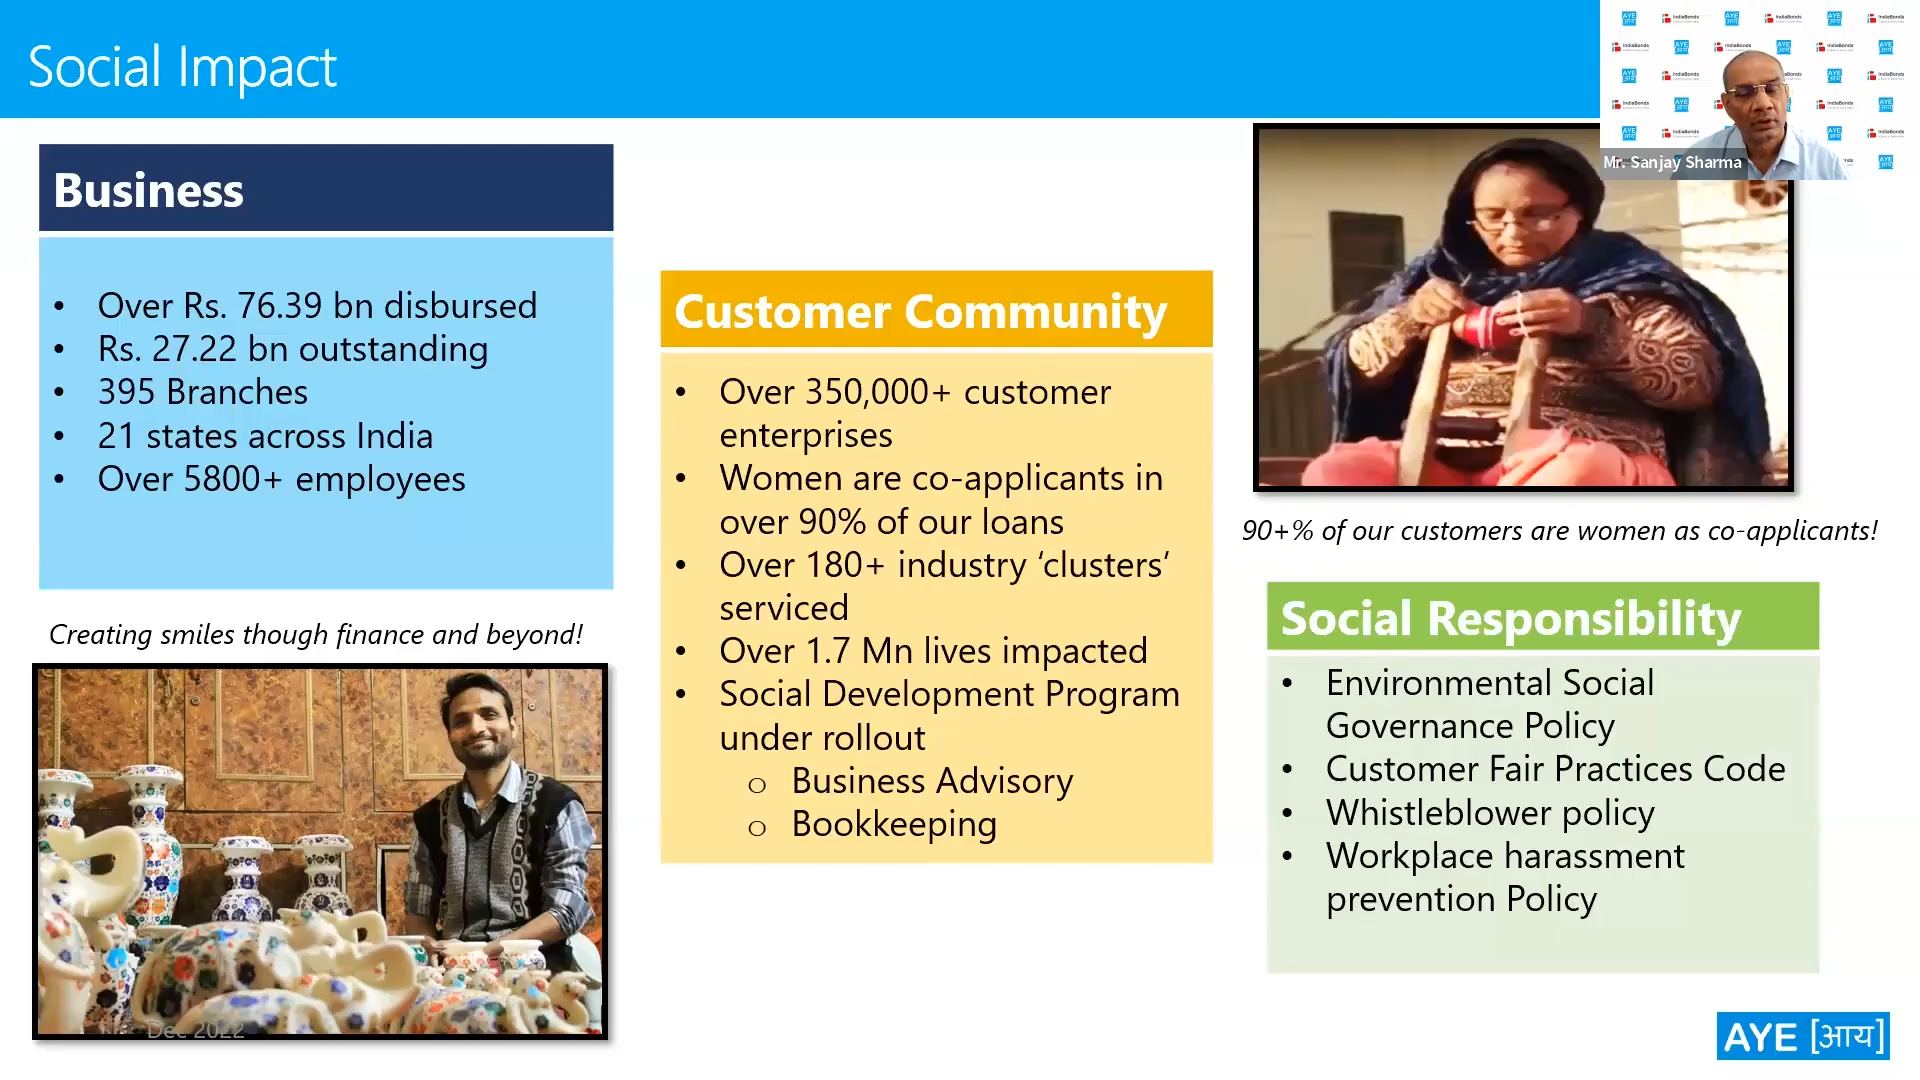 Social Impact
Mr. Sanjay Sharma
Business
• Over Rs. 76.39 bn disbursed
• Rs. 27.22 bn outstanding
• 395 Branches
• 21 states across India
• Over 5800+ employees
Creating smiles though finance and beyond!
Dec 2022
Customer Community
• Over 350,000+ customer
enterprises
• Women are co-applicants in
over 90% of our loans
• Over 180+ industry ‘clusters’
serviced
• Over 1.7 Mn lives impacted
• Social Development Program
under rollout
o Business Advisory
o Bookkeeping
90+% of our customers are women as co-applicants!
Social Responsibility
• Environmental Social
Governance Policy
• Customer Fair Practices Code
• Whistleblower policy
• Workplace harassment
prevention Policy
AYE [आय]